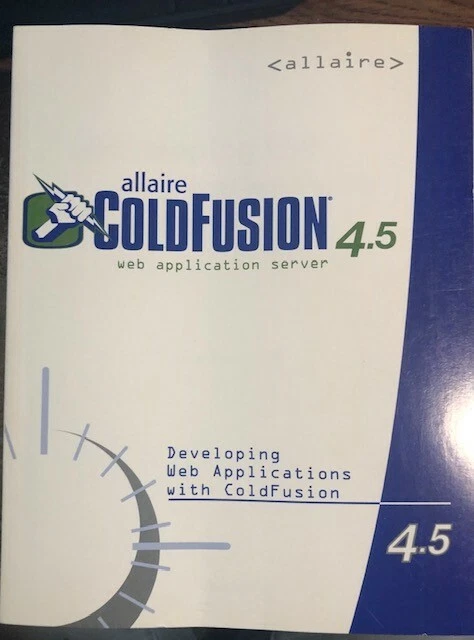 <allaire>
allaire
COLDFUSION® 4.5
web application server
Developing
Web Applications
with ColdFusion
4.5